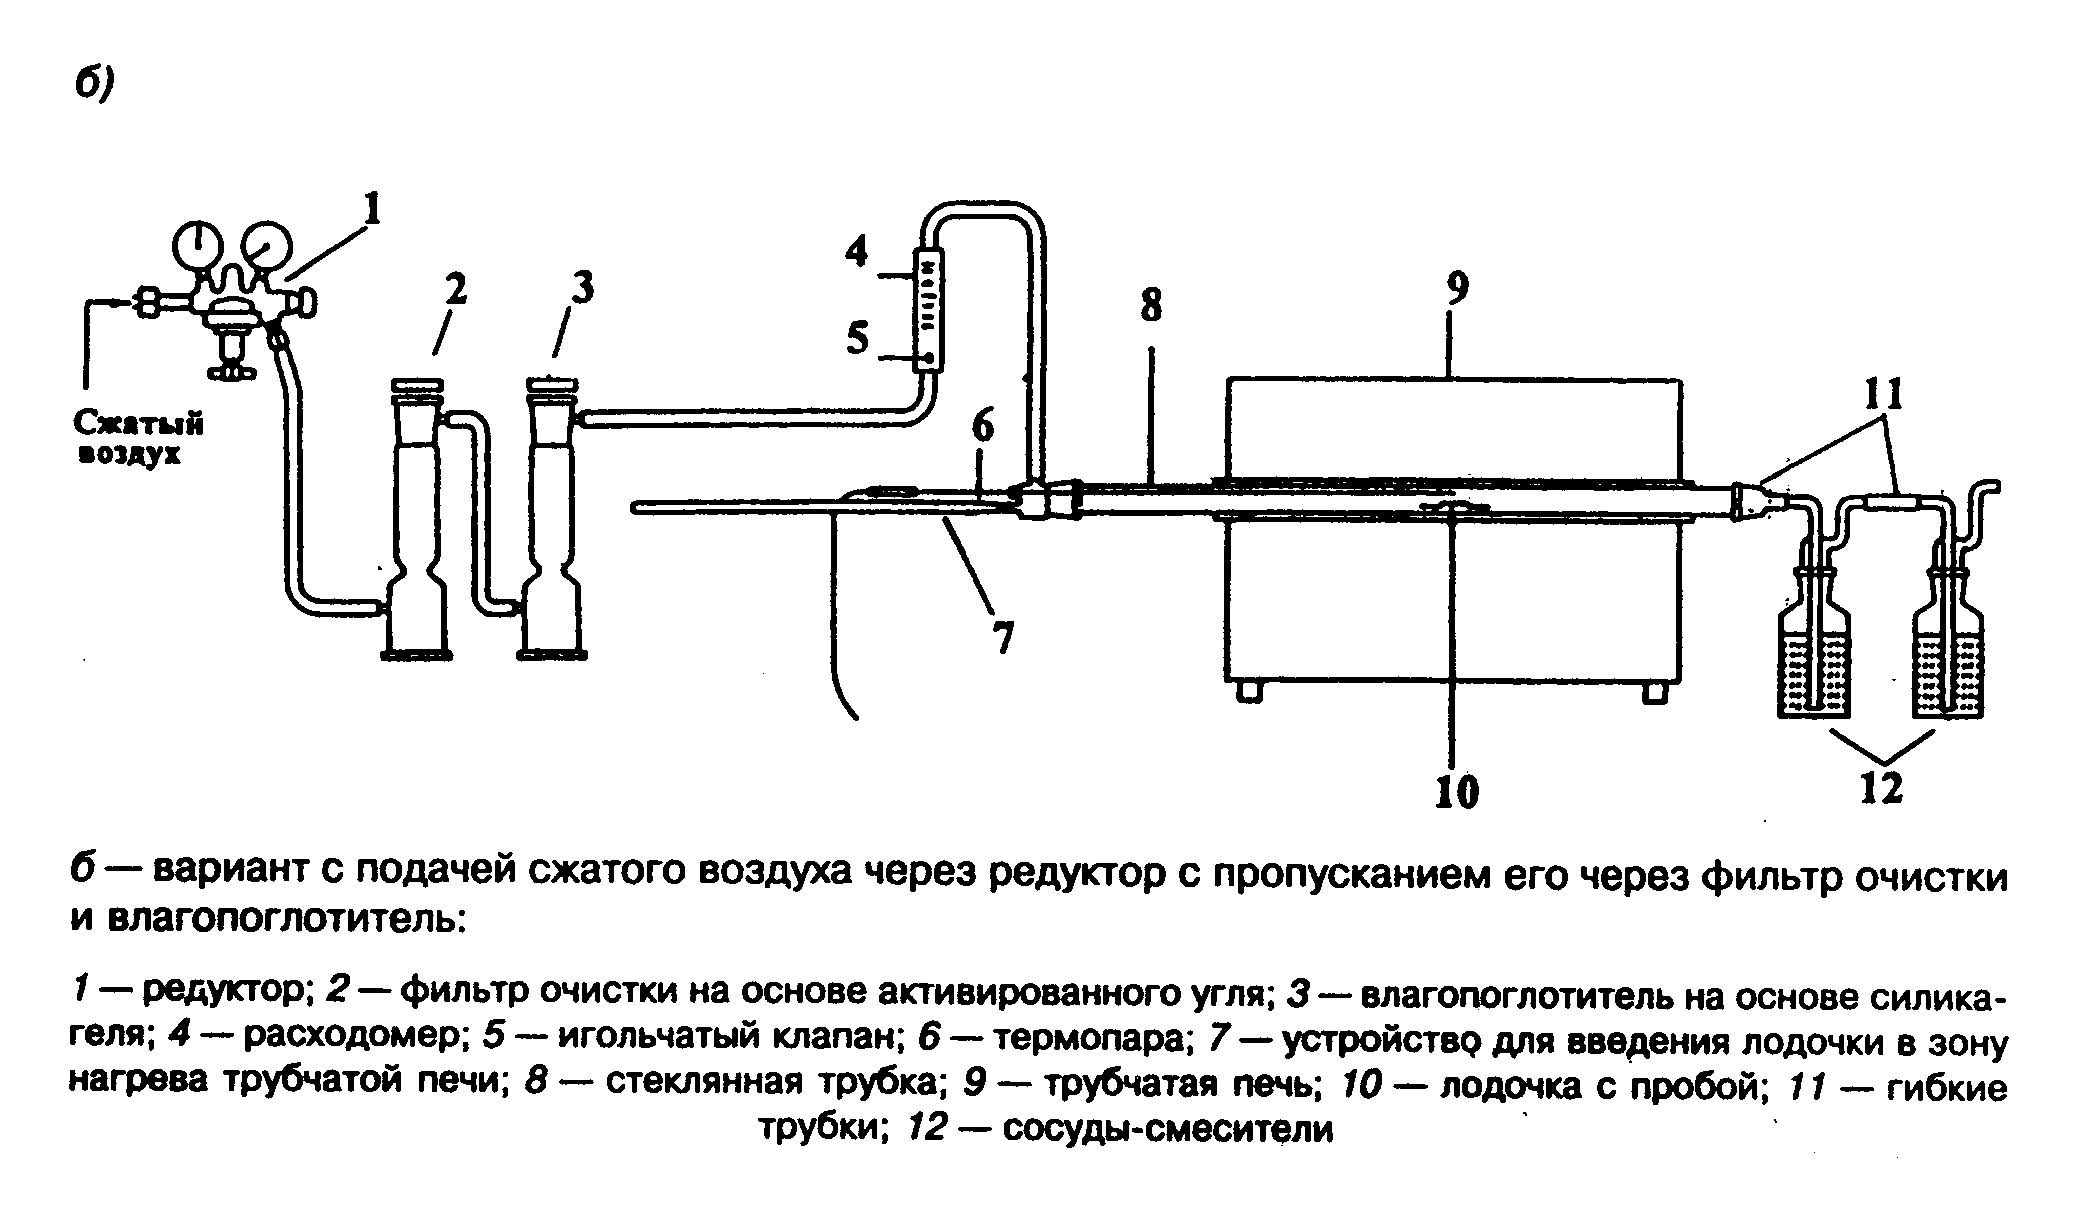 б)
1
2
3
4
5
6
7
8
9
10
11
12
Сжатый
воздух
б — вариант с подачей сжатого воздуха через редуктор с пропусканием его через фильтр очистки
и влагопоглотитель:
1 — редуктор; 2 — фильтр очистки на основе активированного угля; 3 — влагопоглотитель на основе силика-
геля; 4 — расходомер; 5 — игольчатый клапан; 6 — термопара; 7 — устройство для введения лодочки в зону
нагрева трубчатой печи; 8 — стеклянная трубка; 9 — трубчатая печь; 10 — лодочка с пробой; 11 — гибкие
трубки; 12 — сосуды-смесители